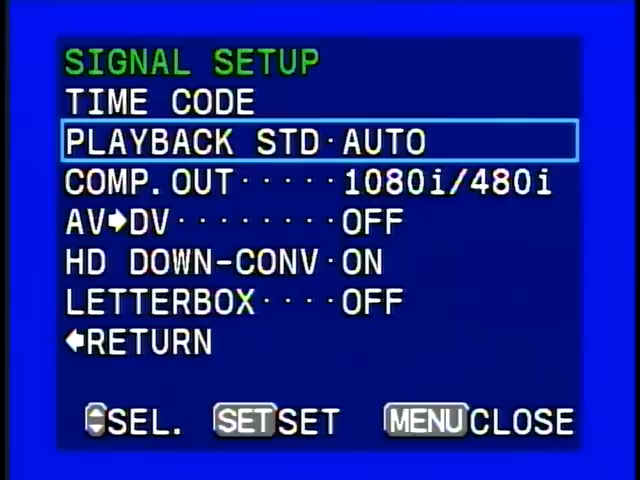 SIGNAL SETUP
TIME CODE
PLAYBACK STD·AUTO
COMP.OUT·····1080i/480i
AV➡DV········OFF
HD DOWN-CONV·ON
LETTERBOX····OFF
⬅RETURN
SEL. SET SET MENU CLOSE